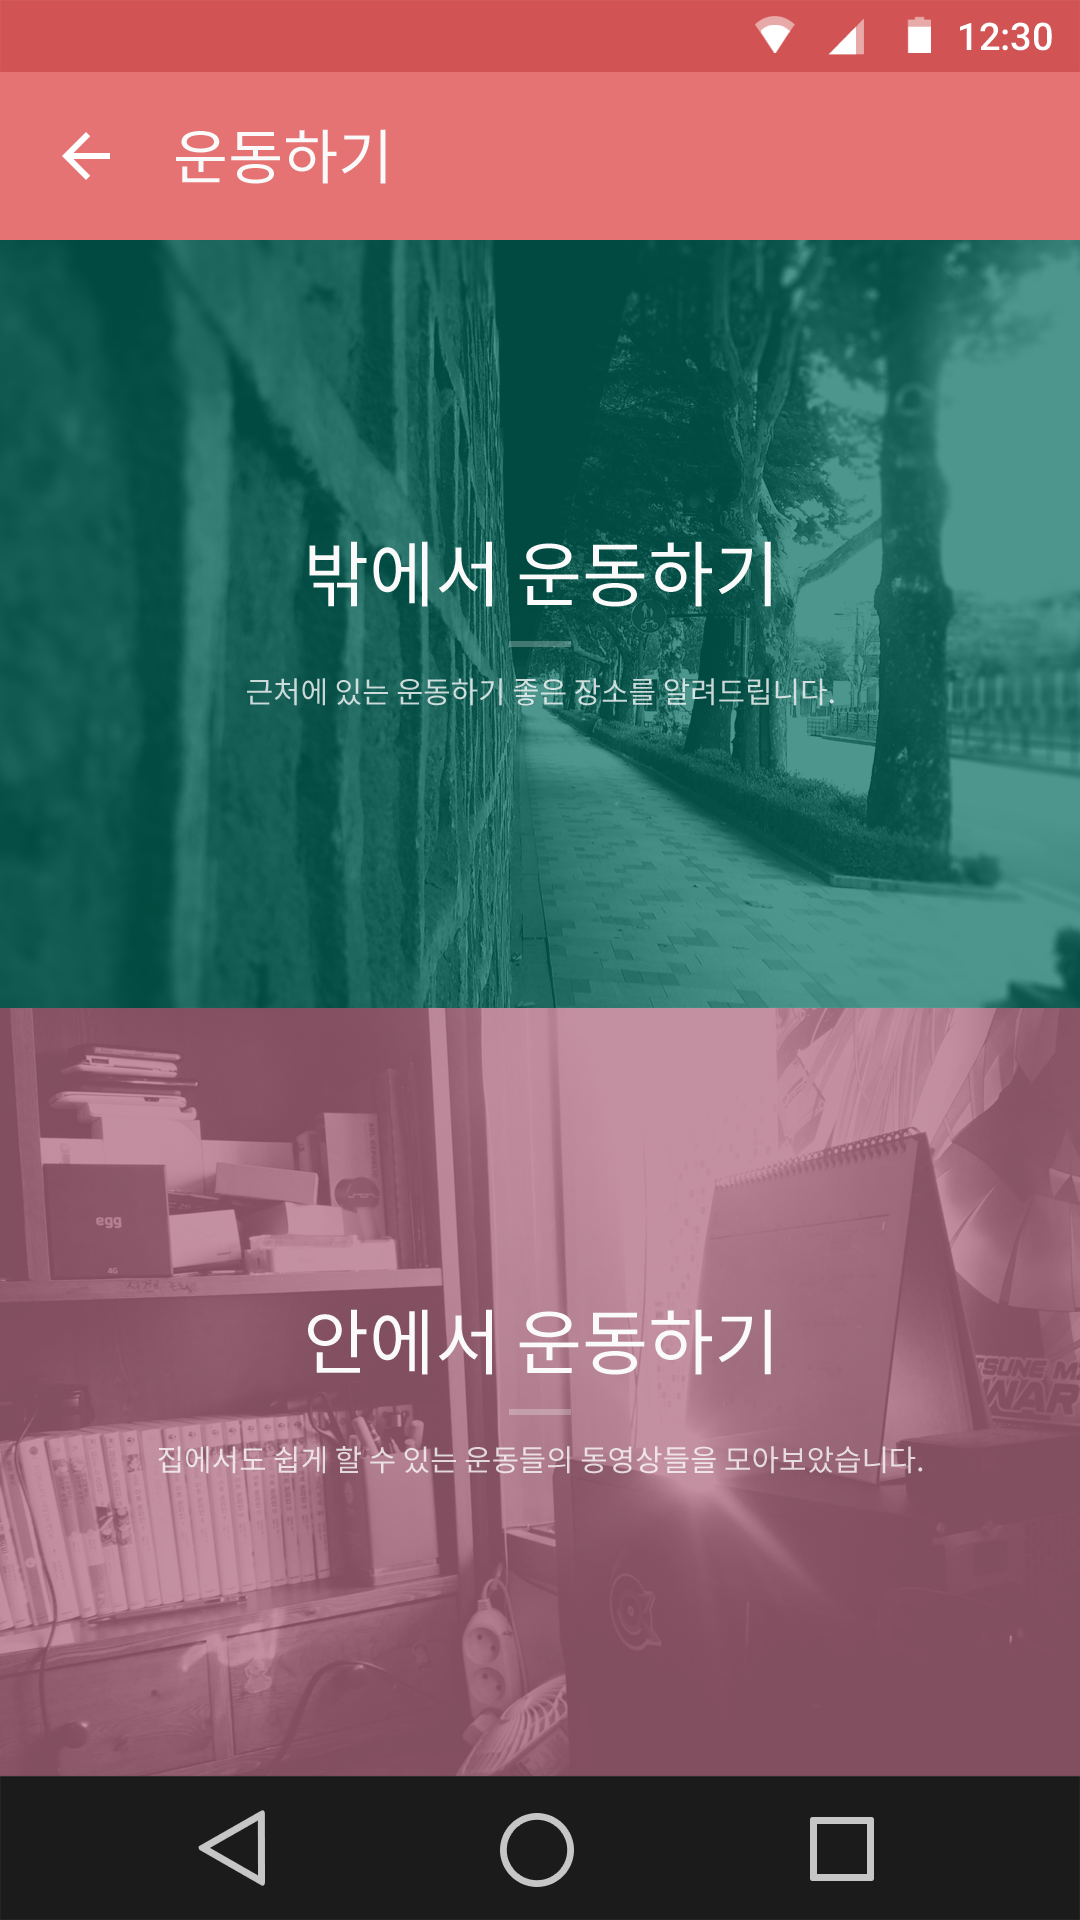 12:30
운동하기
밖에서 운동하기
근처에 있는 운동하기 좋은 장소를 알려드립니다.
egg
4G
안에서 운동하기
TSUNE M
WAR
집에서도 쉽게 할 수 있는 운동들의 동영상들을 모아보았습니다.